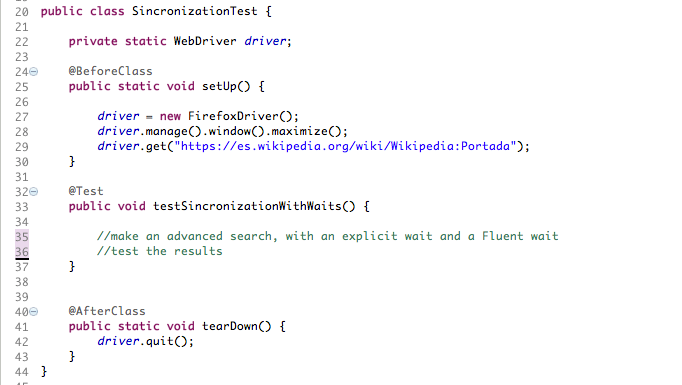 20 public class SincronizationTest {
21
22 private static WebDriver driver;
23
24 @BeforeClass
25 public static void setUp() {
26
27 driver = new FirefoxDriver();
28 driver.manage().window().maximize();
29 driver.get("https://es.wikipedia.org/wiki/Wikipedia:Portada");
30 }
31
32 @Test
33 public void testSincronizationWithWaits() {
34
35 //make an advanced search, with an explicit wait and a Fluent wait
36 //test the results
37 }
38
39
40 @AfterClass
41 public static void tearDown() {
42 driver.quit();
43 }
44 }